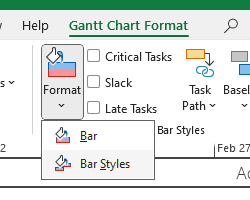 Help Gantt Chart Format
Format
Critical Tasks
Slack
Late Tasks
Task
Path
Bar Styles
Bar
Bar Styles
2
Feb 27